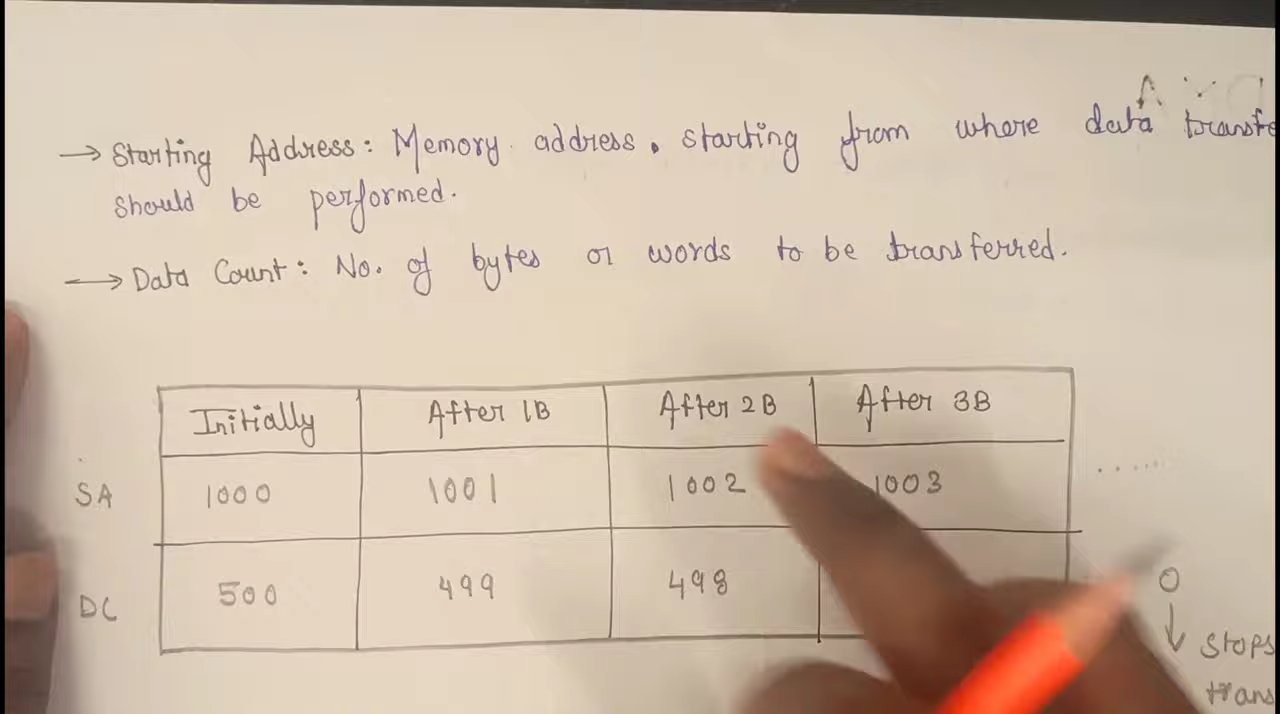 → Starting Address: Memory address, starting from where data
should be performed.
→ Data Count: No. of bytes or words to be transferred.
Initially After 1B After 2B After 3B
SA 1000 1001 1002 1003 ......
DC 500 499 498 0
↓ Stops